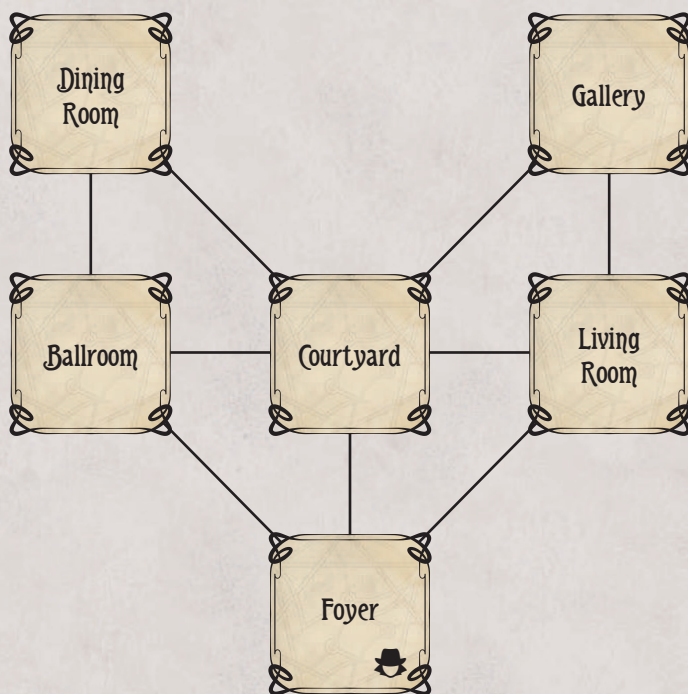 Dining
Room
Gallery
Ballroom
Courtyard
Living
Room
Foyer